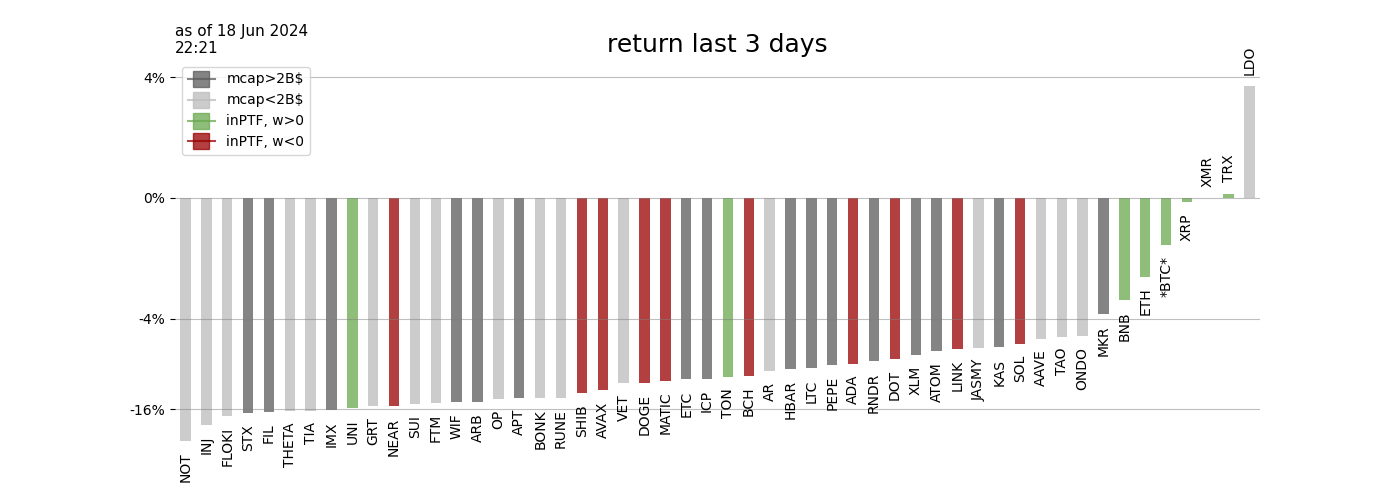 as of 18 Jun 2024
22:21
return last 3 days
mcap>2B$
mcap<2B$
inPTF, w>0
inPTF, w<0
4%
0%
-4%
-16%
NOT
INJ
FLOKI
STX
FIL
THETA
TIA
IMX
UNI
GRT
NEAR
SUI
FTM
WIF
ARB
OP
APT
BONK
RUNE
SHIB
AVAX
VET
DOGE
MATIC
ETC
ICP
TON
BCH
AR
HBAR
LTC
PEPE
ADA
RNDR
DOT
XLM
ATOM
LINK
JASMY
KAS
SOL
AAVE
TAO
ONDO
MKR
BNB
ETH
*BTC*
XRP
XMR
TRX
LDO